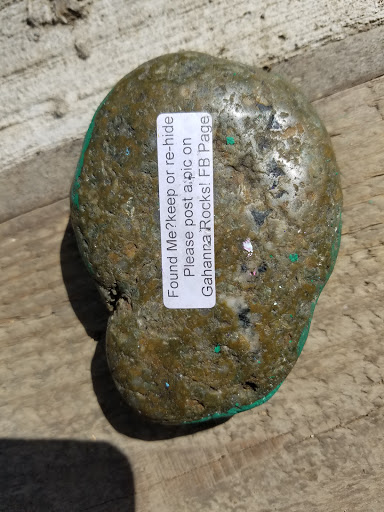 Found Me?keep or re-hide
Please post a pic on
Gahanna Rocks! FB Page